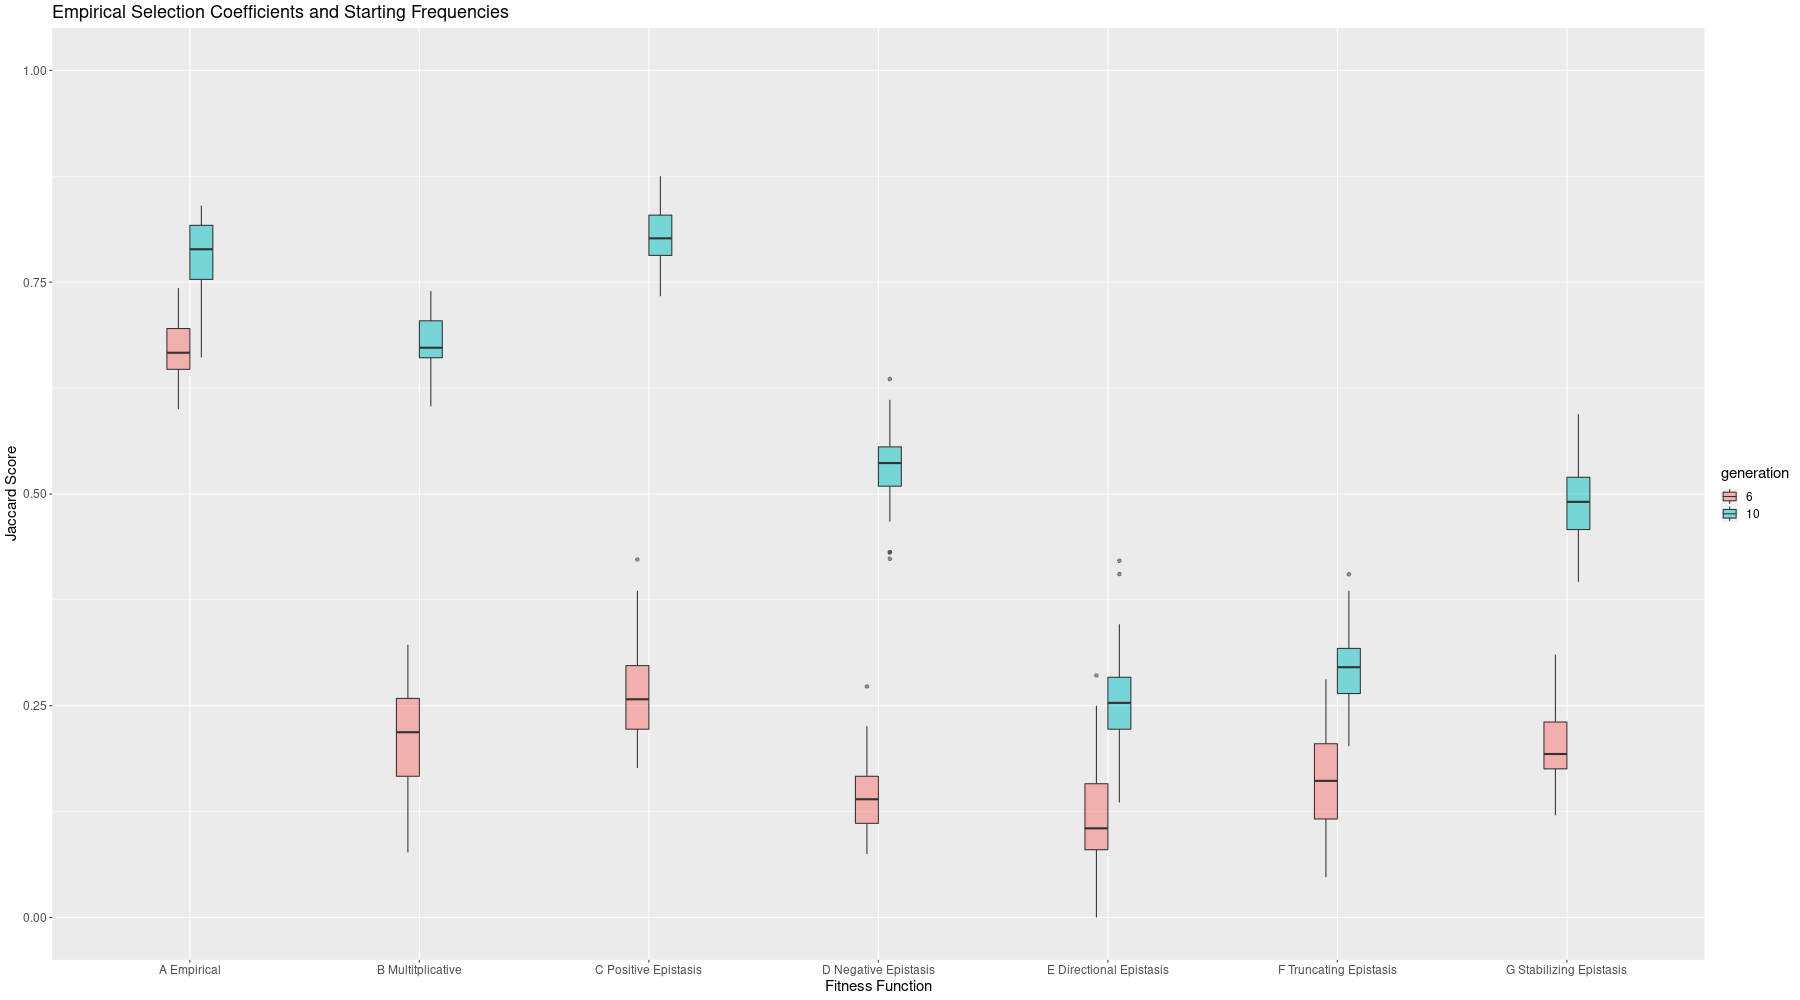 Empirical Selection Coefficients and Starting Frequencies
1.00
0.75
0.50
0.25
0.00
Jaccard Score
A Empirical
B Multitplicative
C Positive Epistasis
D Negative Epistasis
E Directional Epistasis
F Truncating Epistasis
G Stabilizing Epistasis
Fitness Function
generation
6
10